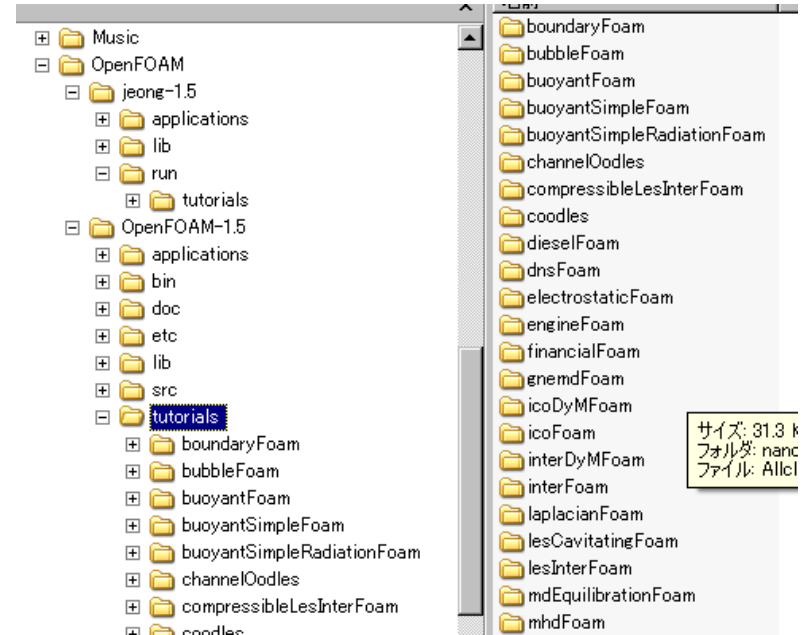 Music
OpenFOAM
jeong-1.5
applications
lib
run
tutorials
OpenFOAM-1.5
applications
bin
doc
etc
lib
src
tutorials
boundaryFoam
bubbleFoam
buoyantFoam
buoyantSimpleFoam
buoyantSimpleRadiationFoam
channelOodles
compressibleLesInterFoam
coodles
boundaryFoam
bubbleFoam
buoyantFoam
buoyantSimpleFoam
buoyantSimpleRadiationFoam
channelOodles
compressibleLesInterFoam
coodles
dieselFoam
dnsFoam
electrostaticFoam
engineFoam
financialFoam
gnemdFoam
icoDyMFoam
icoFoam
interDyMFoam
interFoam
laplacianFoam
lesCavitatingFoam
lesInterFoam
mdEquilibrationFoam
mhdFoam
サイズ: 31.3 K
フォルダ: nanc
ファイル: Allcl